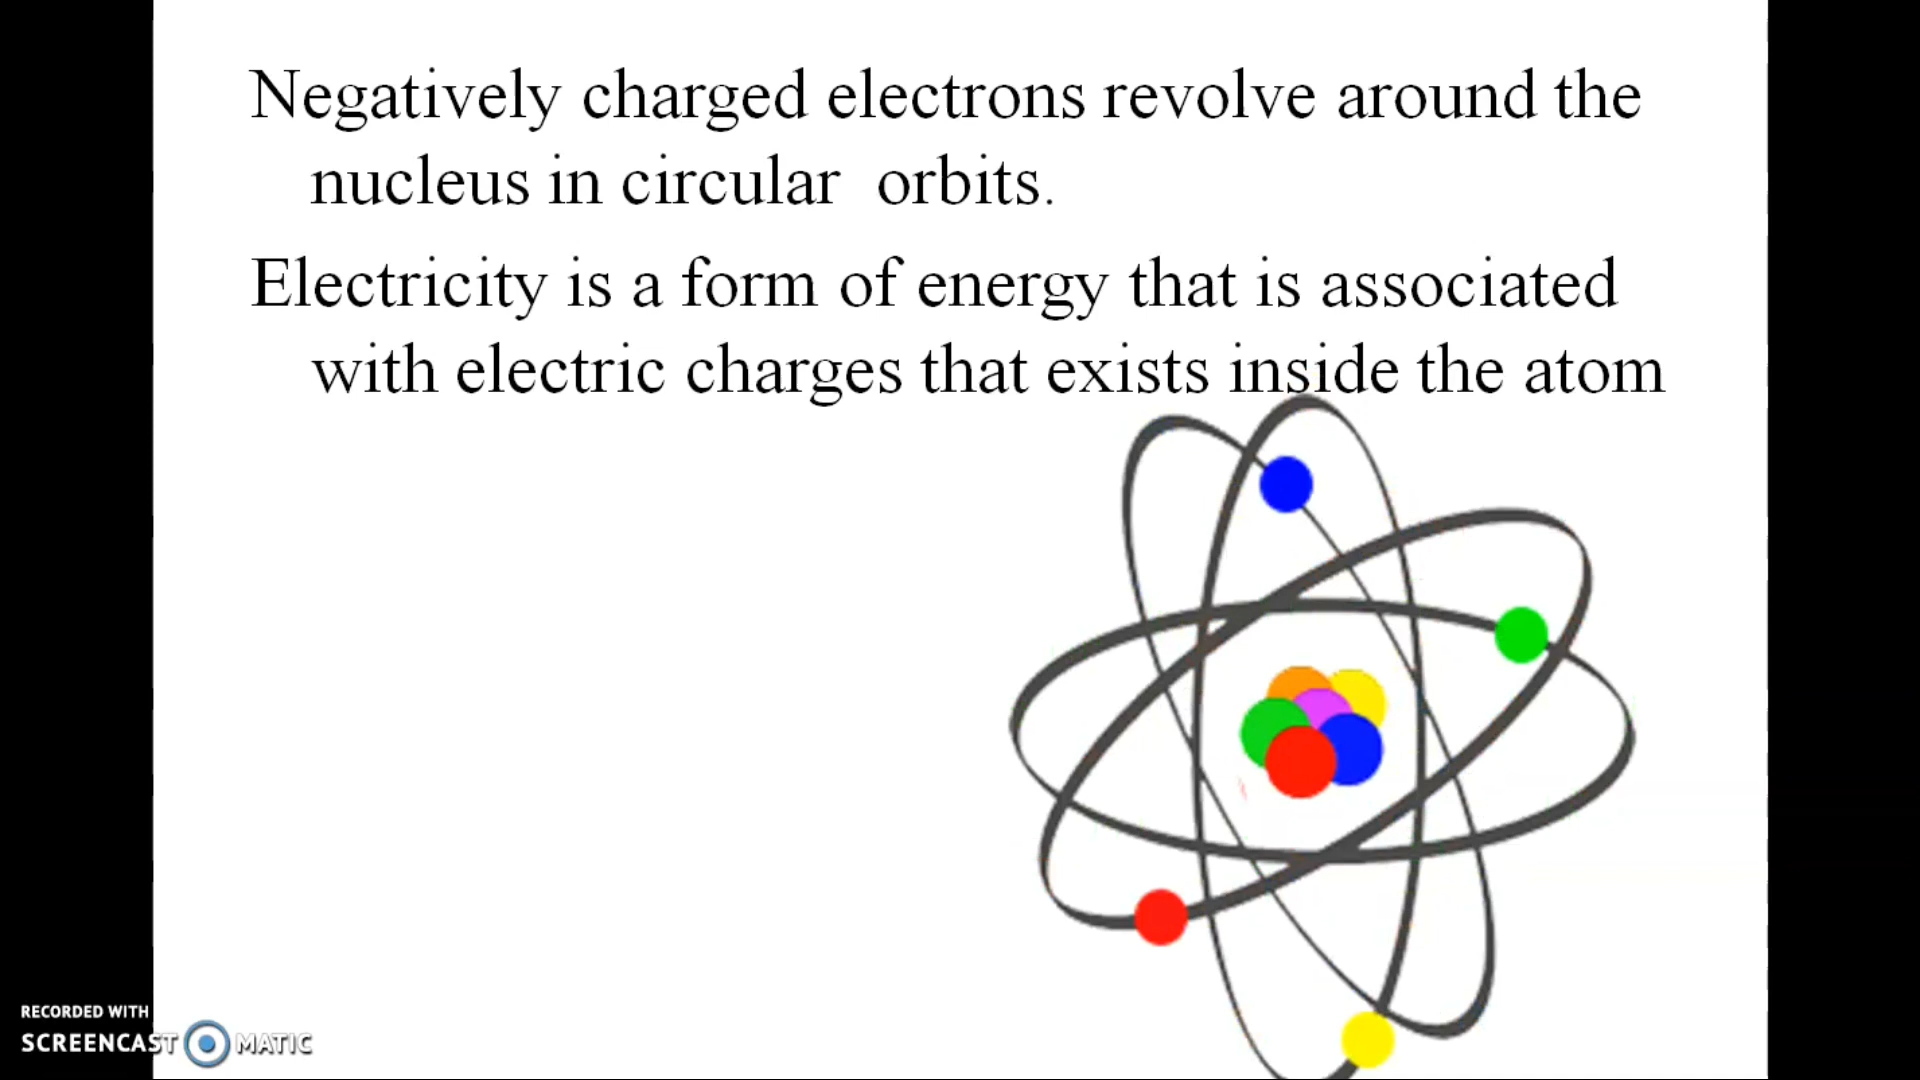 Negatively charged electrons revolve around the
nucleus in circular orbits.
Electricity is a form of energy that is associated
with electric charges that exists inside the atom
RECORDED WITH
SCREENCAST MATIC